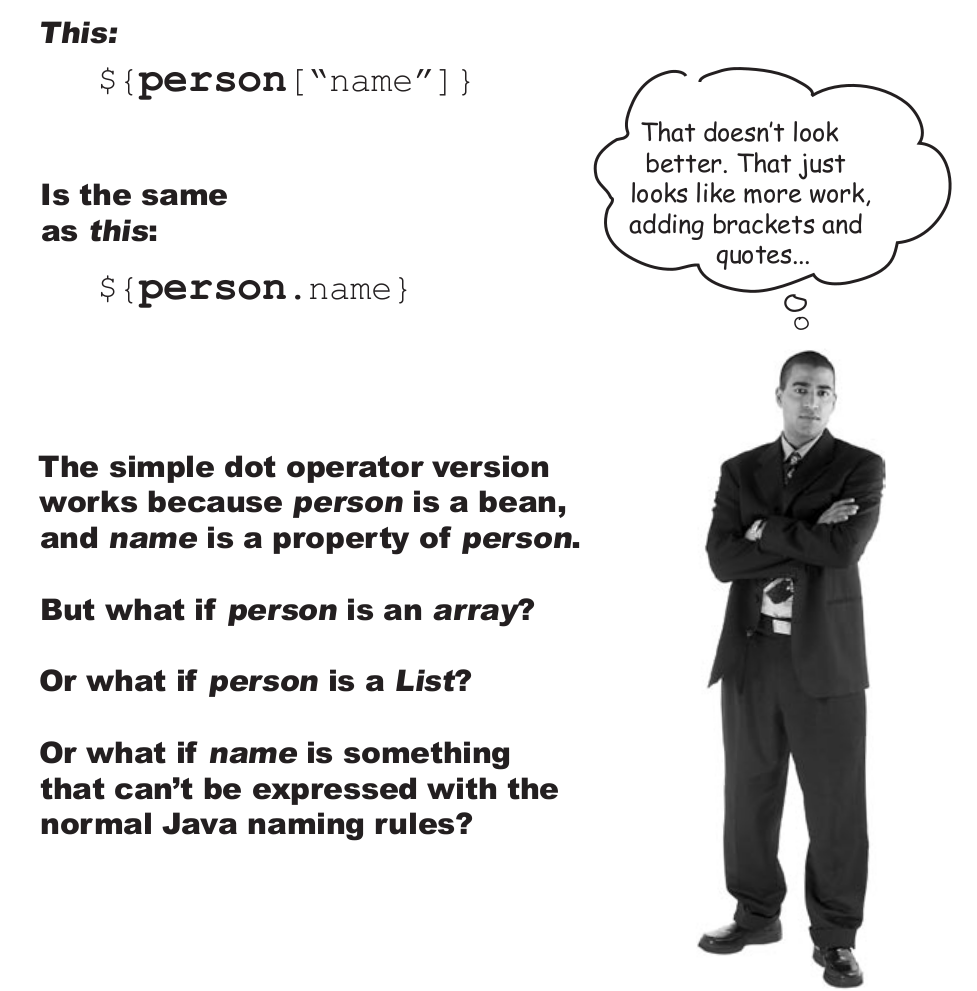 This:
${person[“name”]}
Is the same
as this:
${person.name}
That doesn’t look
better. That just
looks like more work,
adding brackets and
quotes...
The simple dot operator version
works because person is a bean,
and name is a property of person.
But what if person is an array?
Or what if person is a List?
Or what if name is something
that can’t be expressed with the
normal Java naming rules?